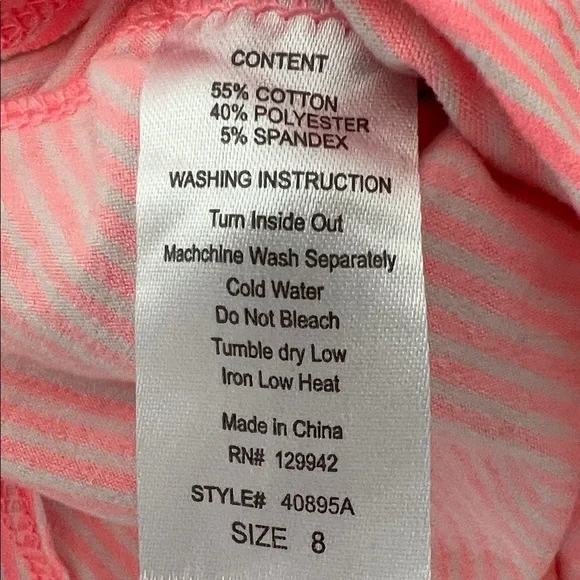 CONTENT
55% COTTON
40% POLYESTER
5% SPANDEX
WASHING INSTRUCTION
Turn Inside Out
Machchine Wash Separately
Cold Water
Do Not Bleach
Tumble dry Low
Iron Low Heat
Made in China
RN# 129942
STYLE# 40895A
SIZE 8